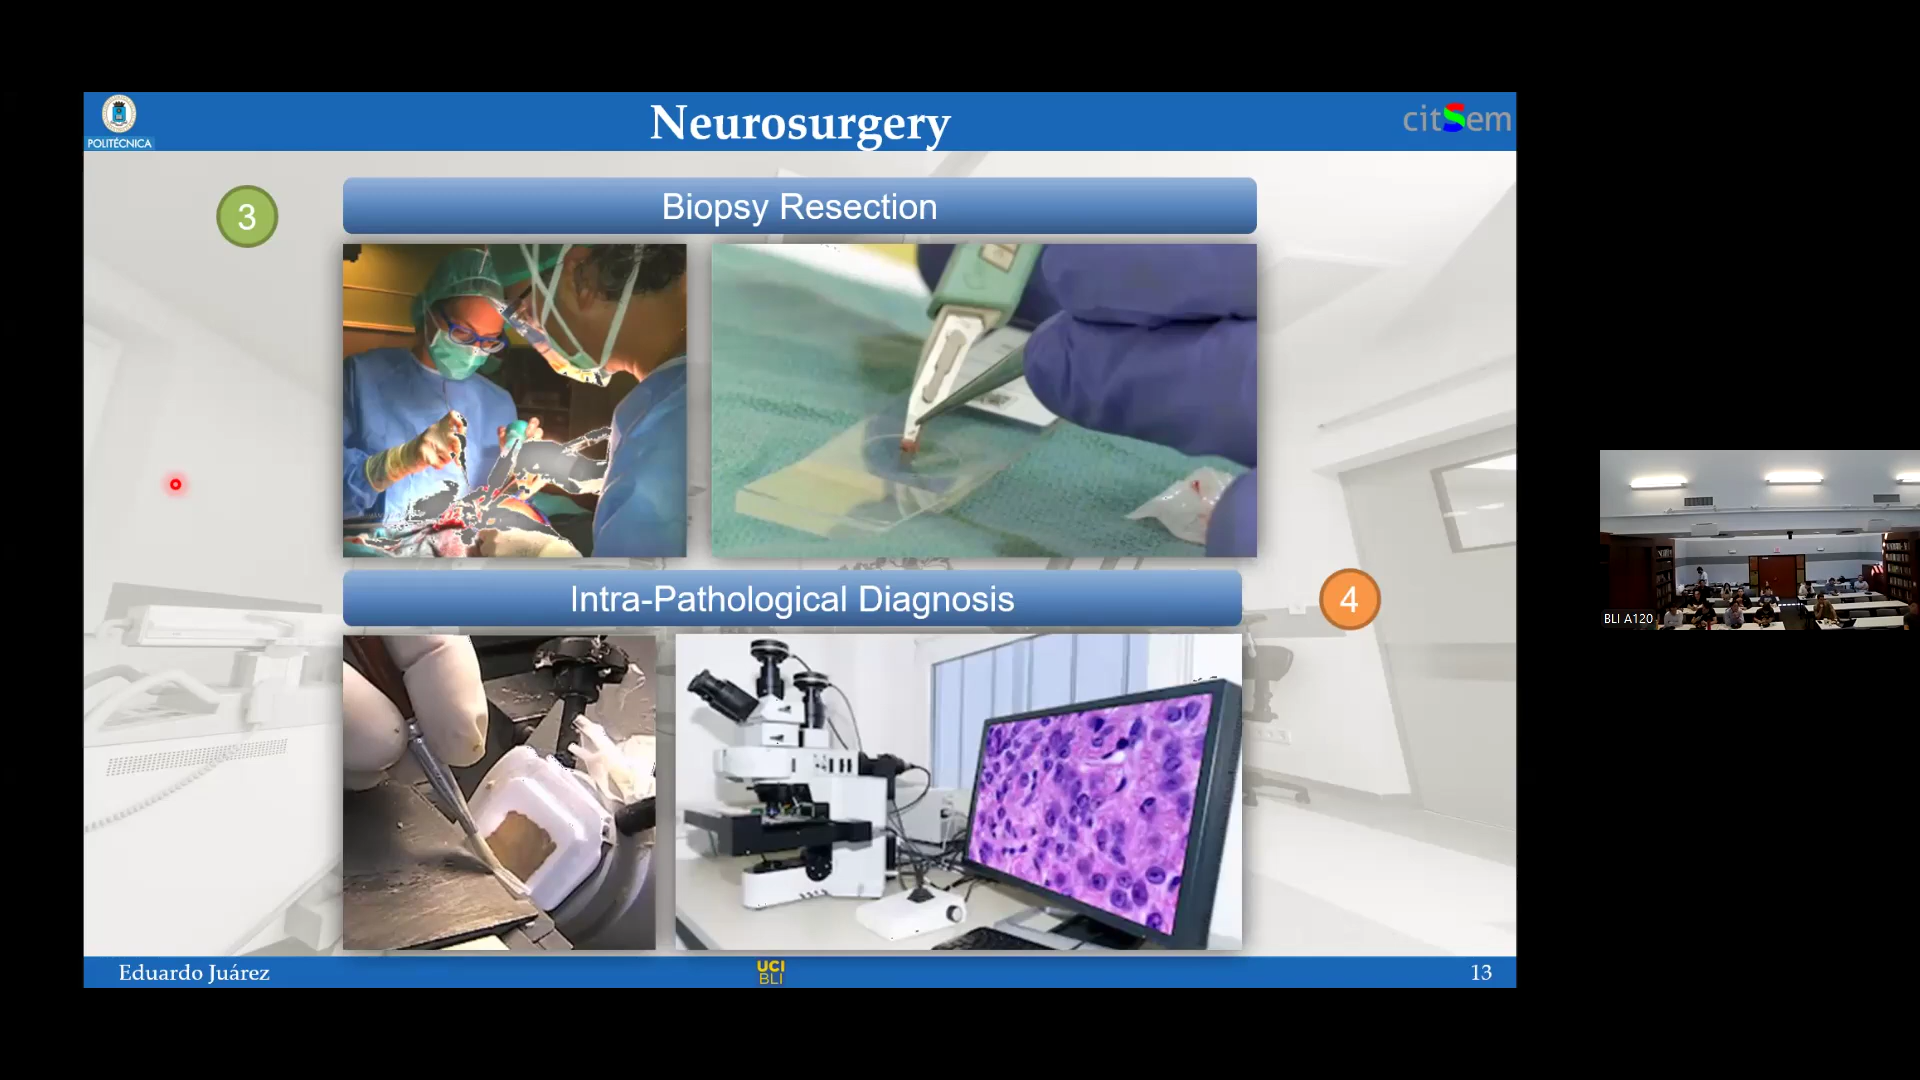 POLITÉCNICA
Neurosurgery
citSem
3
Biopsy Resection
Intra-Pathological Diagnosis
4
Eduardo Juárez
UCI
BLI
13
BLI A120